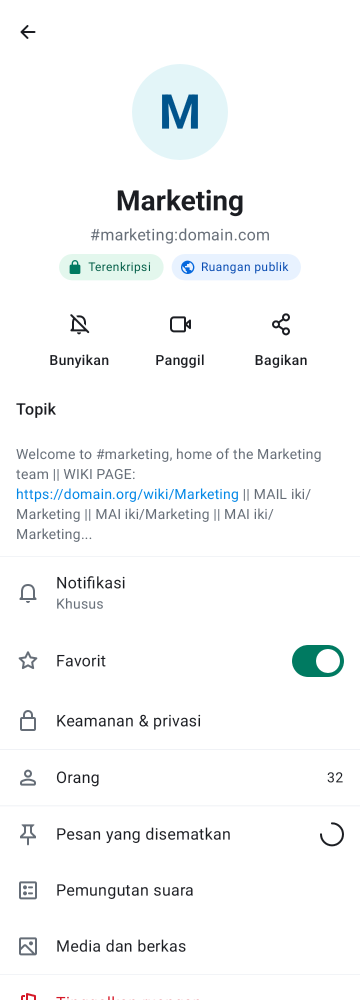 M
Marketing
#marketing:domain.com
Terenkripsi
Ruangan publik
Bunyikan
Panggil
Bagikan
Topik
Welcome to #marketing, home of the Marketing
team || WIKI PAGE:
https://domain.org/wiki/Marketing || MAIL iki/
Marketing || MAI iki/Marketing || MAI iki/
Marketing...
Notifikasi
Khusus
Favorit
Keamanan & privasi
Orang 32
Pesan yang disematkan
Pemungutan suara
Media dan berkas